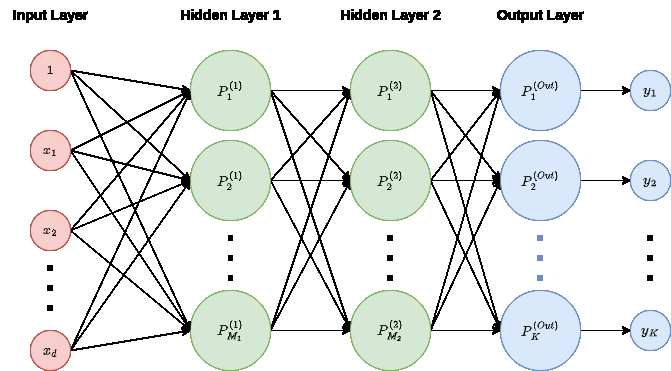 Input Layer Hidden Layer 1 Hidden Layer 2 Output Layer
1 P_1^{(1)} P_1^{(2)} P_1^{(Out)} y_1
x_1
P_2^{(1)} P_2^{(2)} P_2^{(Out)} y_2
x_2
P_{M_1}^{(1)} P_{M_2}^{(2)} P_K^{(Out)} y_K
x_d